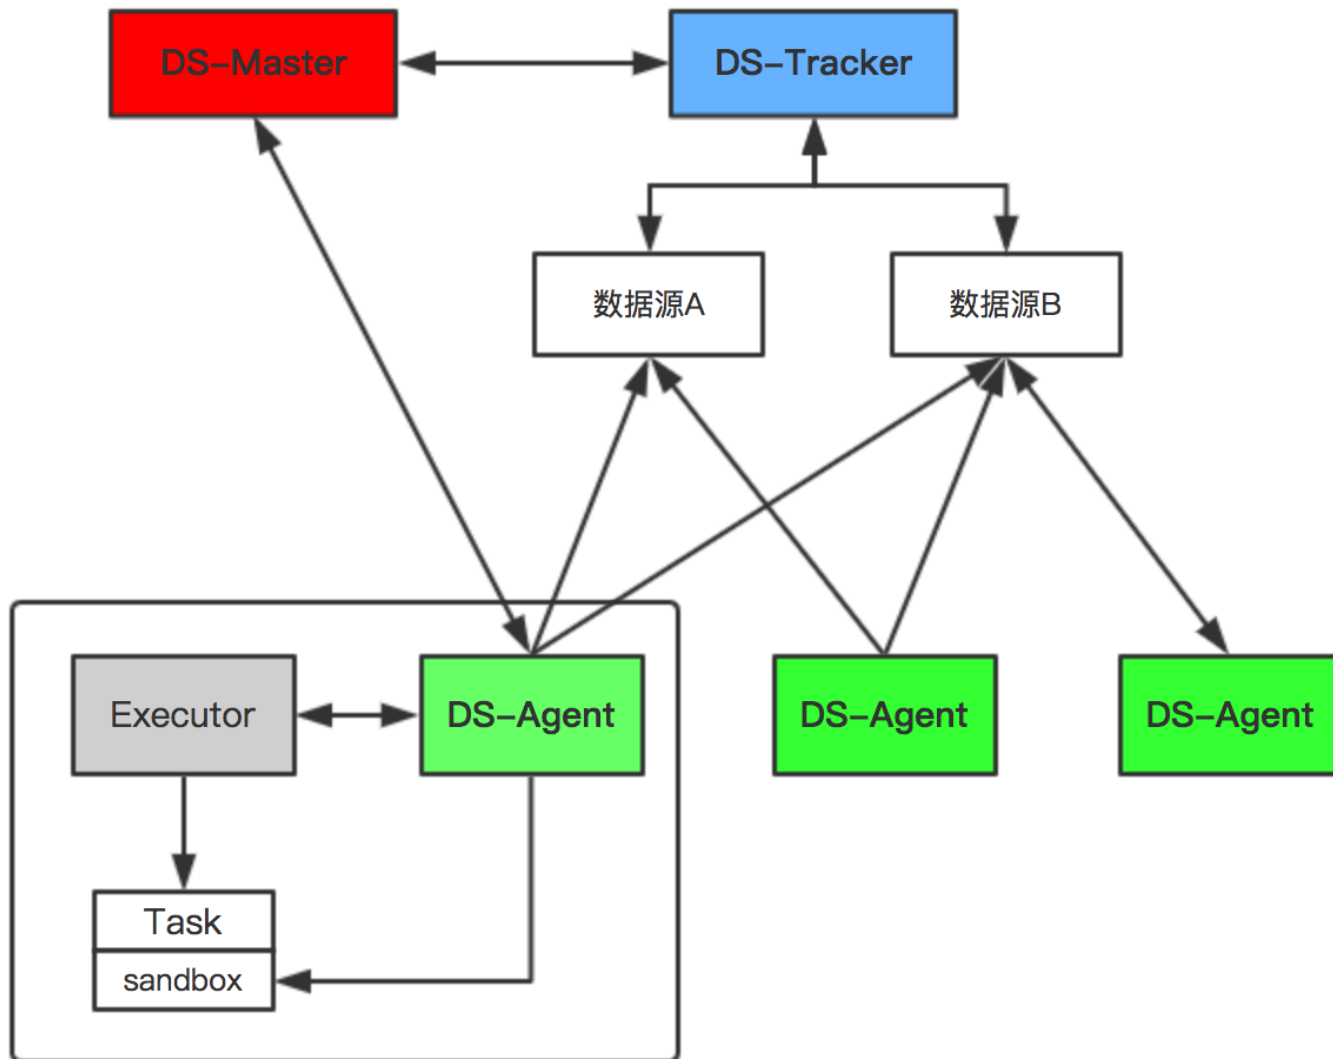 DS-Master
DS-Tracker
数据源A
数据源B
Executor
DS-Agent
DS-Agent
DS-Agent
Task
sandbox